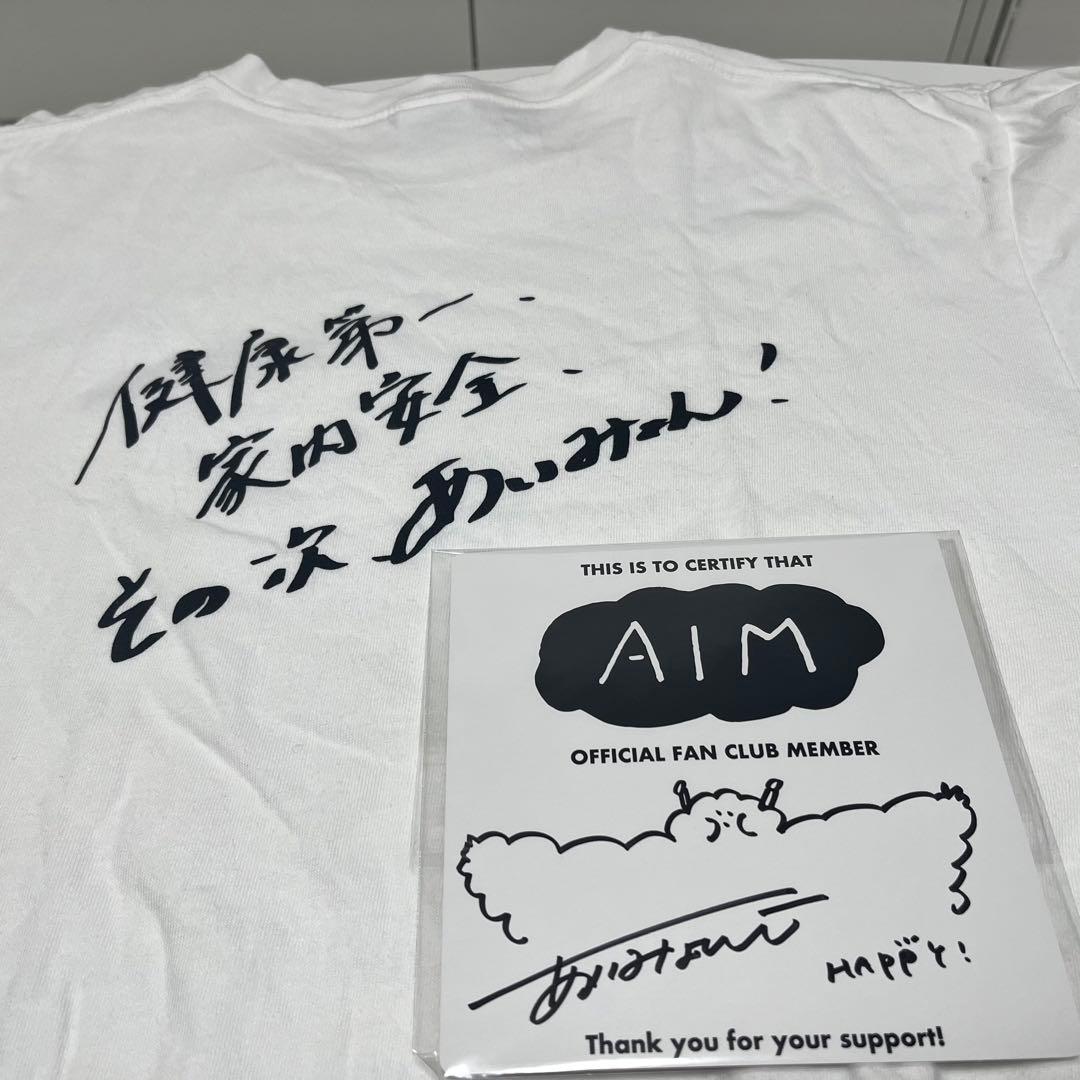 健康第一、
家内安全、
その次 あいみょん！
THIS IS TO CERTIFY THAT
AIM
OFFICIAL FAN CLUB MEMBER
あいみょん
HAPPY!
Thank you for your support!